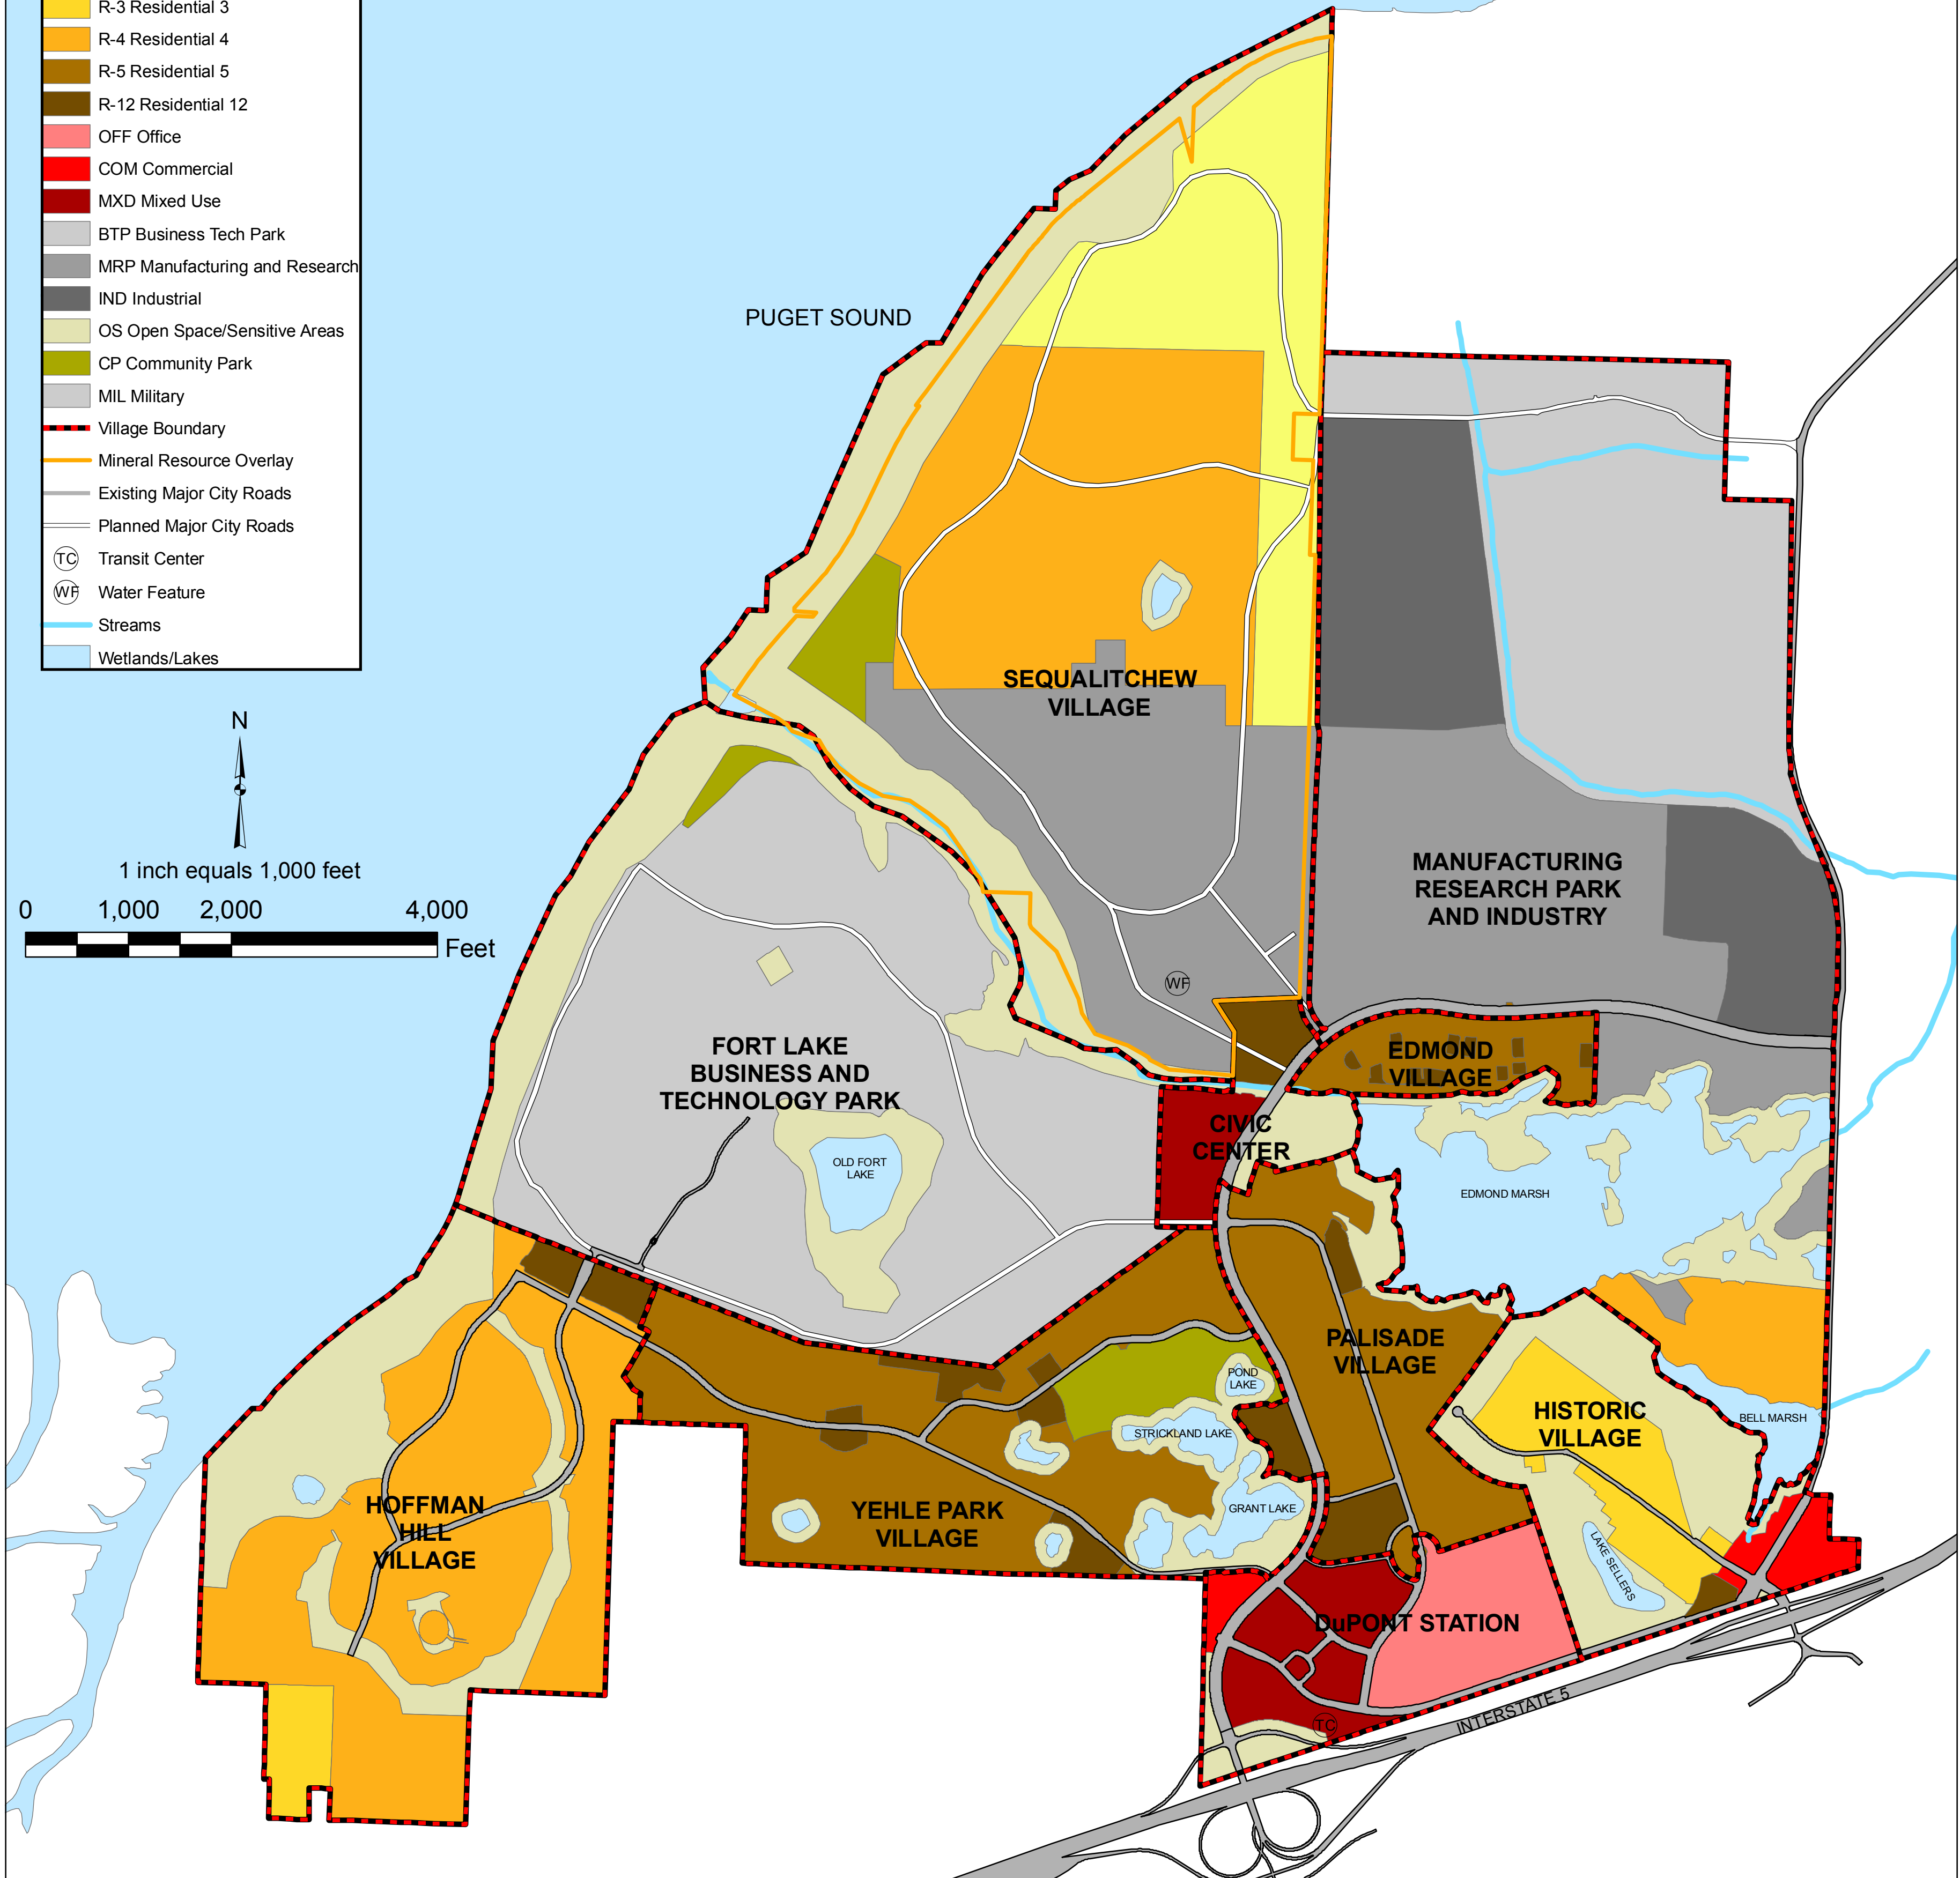 R-3 Residential 3
R-4 Residential 4
R-5 Residential 5
R-12 Residential 12
OFF Office
COM Commercial
MXD Mixed Use
BTP Business Tech Park
MRP Manufacturing and Research
IND Industrial
OS Open Space/Sensitive Areas
CP Community Park
MIL Military
Village Boundary
Mineral Resource Overlay
Existing Major City Roads
Planned Major City Roads
TC Transit Center
WF Water Feature
Streams
Wetlands/Lakes
N
1 inch equals 1,000 feet
0 1,000 2,000 4,000
Feet
PUGET SOUND
SEQUALITCHEW
VILLAGE
MANUFACTURING
RESEARCH PARK
AND INDUSTRY
WF
FORT LAKE
BUSINESS AND
TECHNOLOGY PARK
EDMOND
VILLAGE
CIVIC
CENTER
OLD FORT
LAKE
EDMOND MARSH
PALISADE
VILLAGE
POND
LAKE
STRICKLAND LAKE
HISTORIC
VILLAGE
BELL MARSH
HOFFMAN
HILL
VILLAGE
YEHLE PARK
VILLAGE
GRANT LAKE
LAKE SELLERS
DuPONT STATION
TC
INTERSTATE 5